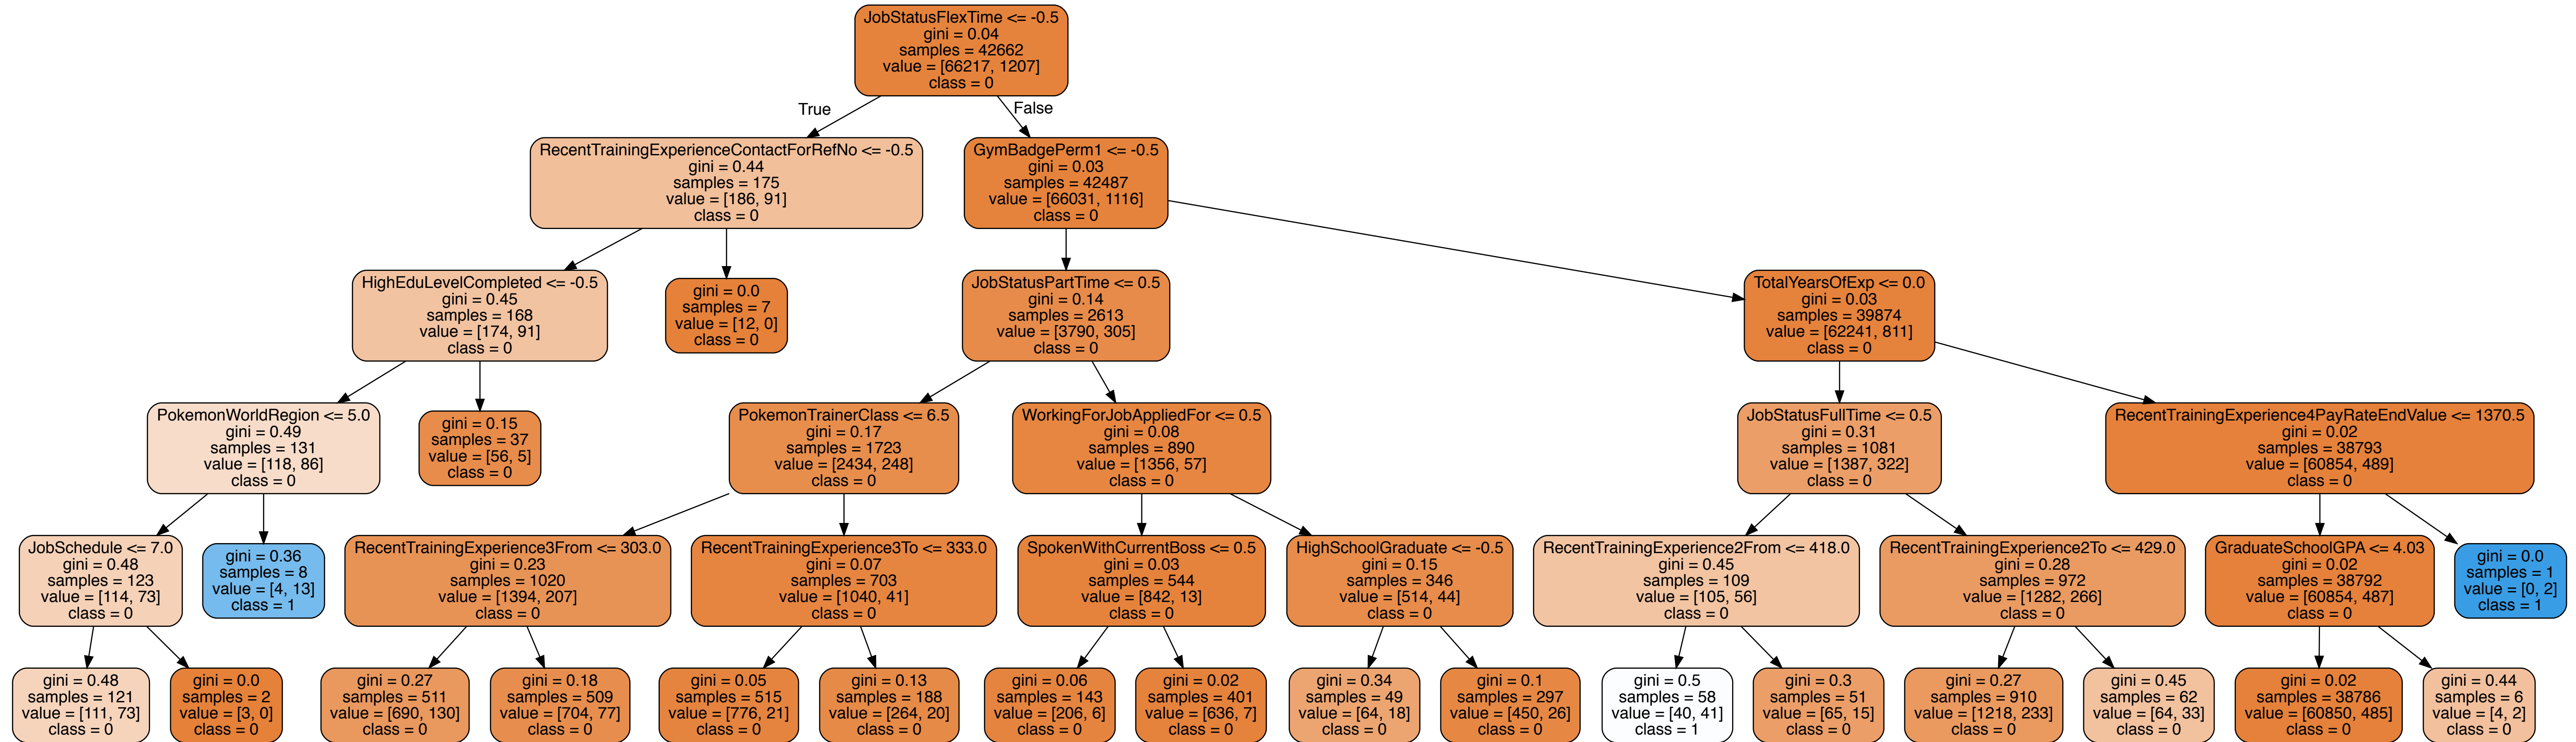 JobStatusFlexTime <= -0.5
gini = 0.04
samples = 42662
value = [66217, 1207]
class = 0
True
False
RecentTrainingExperienceContactForRefNo <= -0.5
gini = 0.44
samples = 175
value = [186, 91]
class = 0
GymBadgePerm1 <= -0.5
gini = 0.03
samples = 42487
value = [66031, 1116]
class = 0
HighEduLevelCompleted <= -0.5
gini = 0.45
samples = 168
value = [174, 91]
class = 0
gini = 0.0
samples = 7
value = [12, 0]
class = 0
JobStatusPartTime <= 0.5
gini = 0.14
samples = 2613
value = [3790, 305]
class = 0
TotalYearsOfExp <= 0.0
gini = 0.03
samples = 39874
value = [62241, 811]
class = 0
PokemonWorldRegion <= 5.0
gini = 0.49
samples = 131
value = [118, 86]
class = 0
gini = 0.15
samples = 37
value = [56, 5]
class = 0
PokemonTrainerClass <= 6.5
gini = 0.17
samples = 1723
value = [2434, 248]
class = 0
WorkingForJobAppliedFor <= 0.5
gini = 0.08
samples = 890
value = [1356, 57]
class = 0
JobStatusFullTime <= 0.5
gini = 0.31
samples = 1081
value = [1387, 322]
class = 0
RecentTrainingExperience4PayRateEndValue <= 1370.5
gini = 0.02
samples = 38793
value = [60854, 489]
class = 0
JobSchedule <= 7.0
gini = 0.48
samples = 123
value = [114, 73]
class = 0
gini = 0.36
samples = 8
value = [4, 13]
class = 1
RecentTrainingExperience3From <= 303.0
gini = 0.23
samples = 1020
value = [1394, 207]
class = 0
RecentTrainingExperience3To <= 333.0
gini = 0.07
samples = 703
value = [1040, 41]
class = 0
SpokenWithCurrentBoss <= 0.5
gini = 0.03
samples = 544
value = [842, 13]
class = 0
HighSchoolGraduate <= -0.5
gini = 0.15
samples = 346
value = [514, 44]
class = 0
RecentTrainingExperience2From <= 418.0
gini = 0.45
samples = 109
value = [105, 56]
class = 0
RecentTrainingExperience2To <= 429.0
gini = 0.28
samples = 972
value = [1282, 266]
class = 0
GraduateSchoolGPA <= 4.03
gini = 0.02
samples = 38792
value = [60854, 487]
class = 0
gini = 0.0
samples = 1
value = [0, 2]
class = 1
gini = 0.48
samples = 121
value = [111, 73]
class = 0
gini = 0.0
samples = 2
value = [3, 0]
class = 0
gini = 0.27
samples = 511
value = [690, 130]
class = 0
gini = 0.18
samples = 509
value = [704, 77]
class = 0
gini = 0.05
samples = 515
value = [776, 21]
class = 0
gini = 0.13
samples = 188
value = [264, 20]
class = 0
gini = 0.06
samples = 143
value = [206, 6]
class = 0
gini = 0.02
samples = 401
value = [636, 7]
class = 0
gini = 0.34
samples = 49
value = [64, 18]
class = 0
gini = 0.1
samples = 297
value = [450, 26]
class = 0
gini = 0.5
samples = 58
value = [40, 41]
class = 1
gini = 0.3
samples = 51
value = [65, 15]
class = 0
gini = 0.27
samples = 910
value = [1218, 233]
class = 0
gini = 0.45
samples = 62
value = [64, 33]
class = 0
gini = 0.02
samples = 38786
value = [60850, 485]
class = 0
gini = 0.44
samples = 6
value = [4, 2]
class = 0